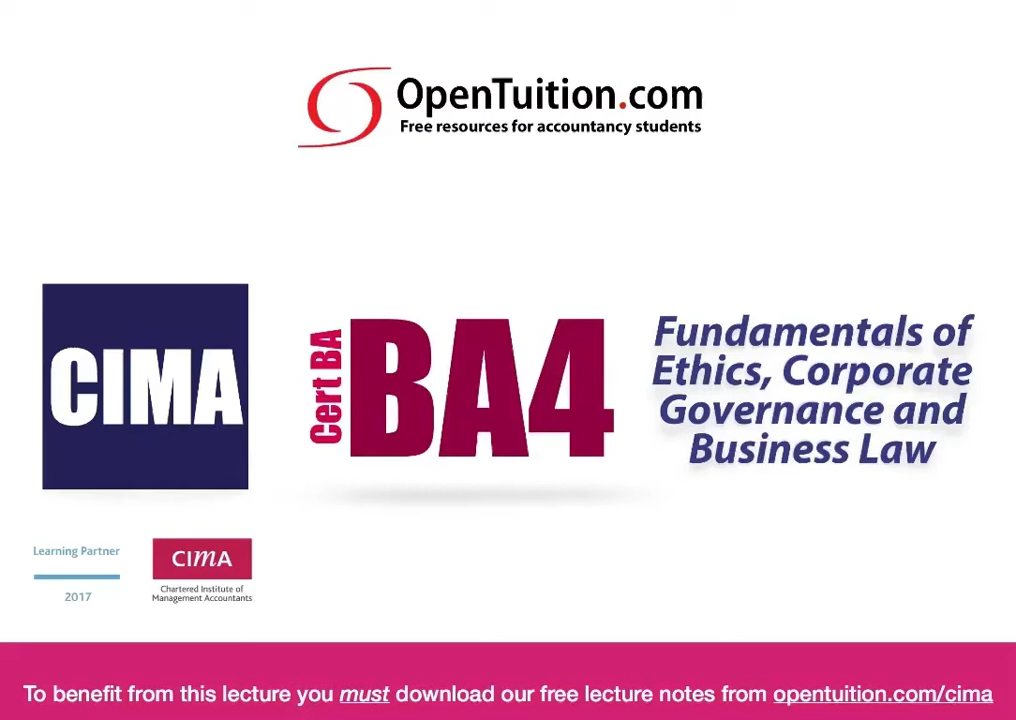 OpenTuition.com
Free resources for accountancy students
CIMA
Cert BA
BA4
Fundamentals of
Ethics, Corporate
Governance and
Business Law
Learning Partner
2017
CIMA
Chartered Institute of
Management Accountants
To benefit from this lecture you must download our free lecture notes from opentuition.com/cima